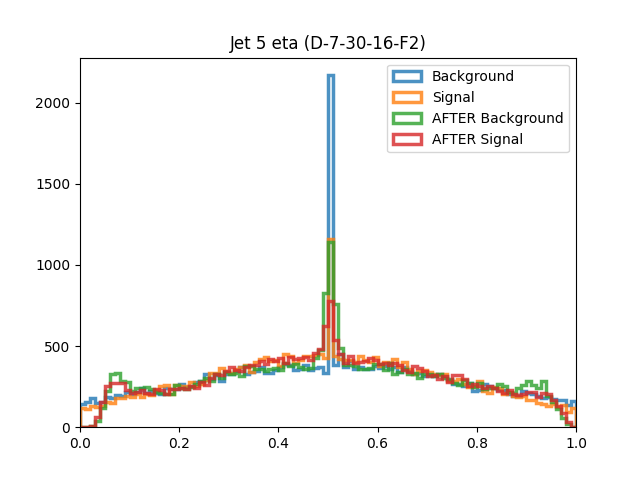 Jet 5 eta (D-7-30-16-F2)
Background
Signal
AFTER Background
AFTER Signal
2000
1500
1000
500
0
0.0 0.2 0.4 0.6 0.8 1.0